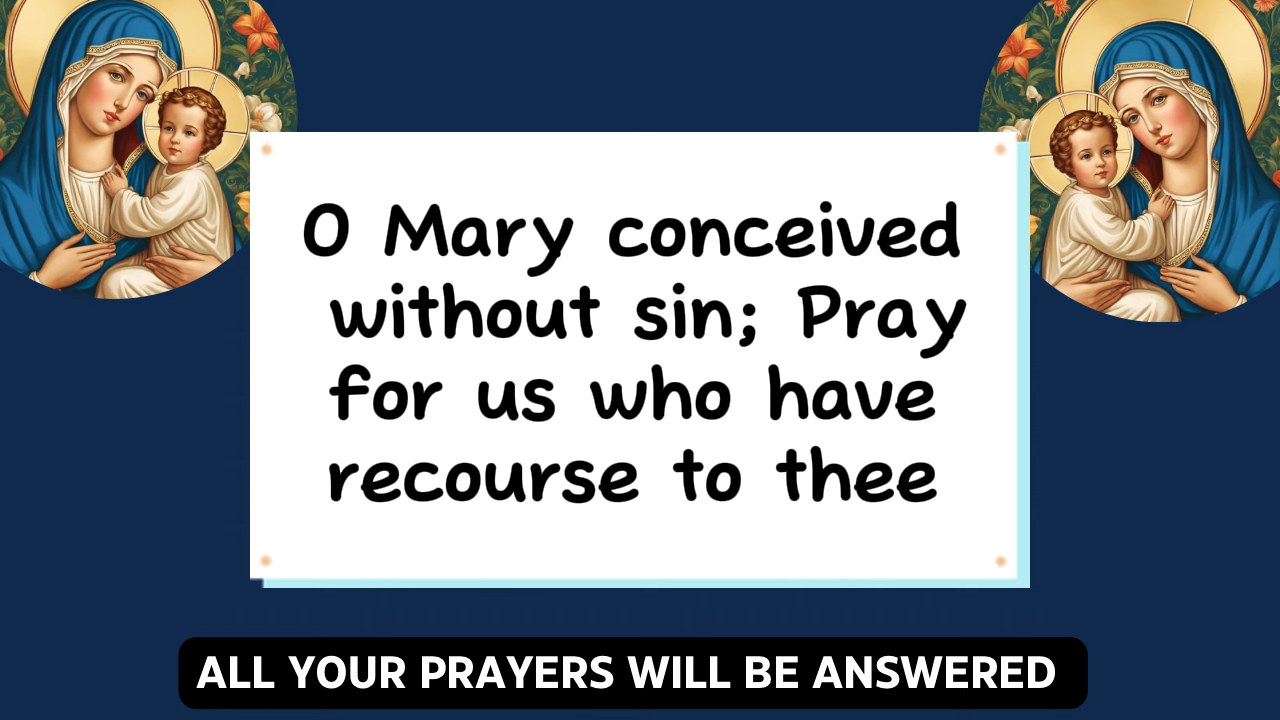 O Mary conceived
without sin; Pray
for us who have
recourse to thee
ALL YOUR PRAYERS WILL BE ANSWERED